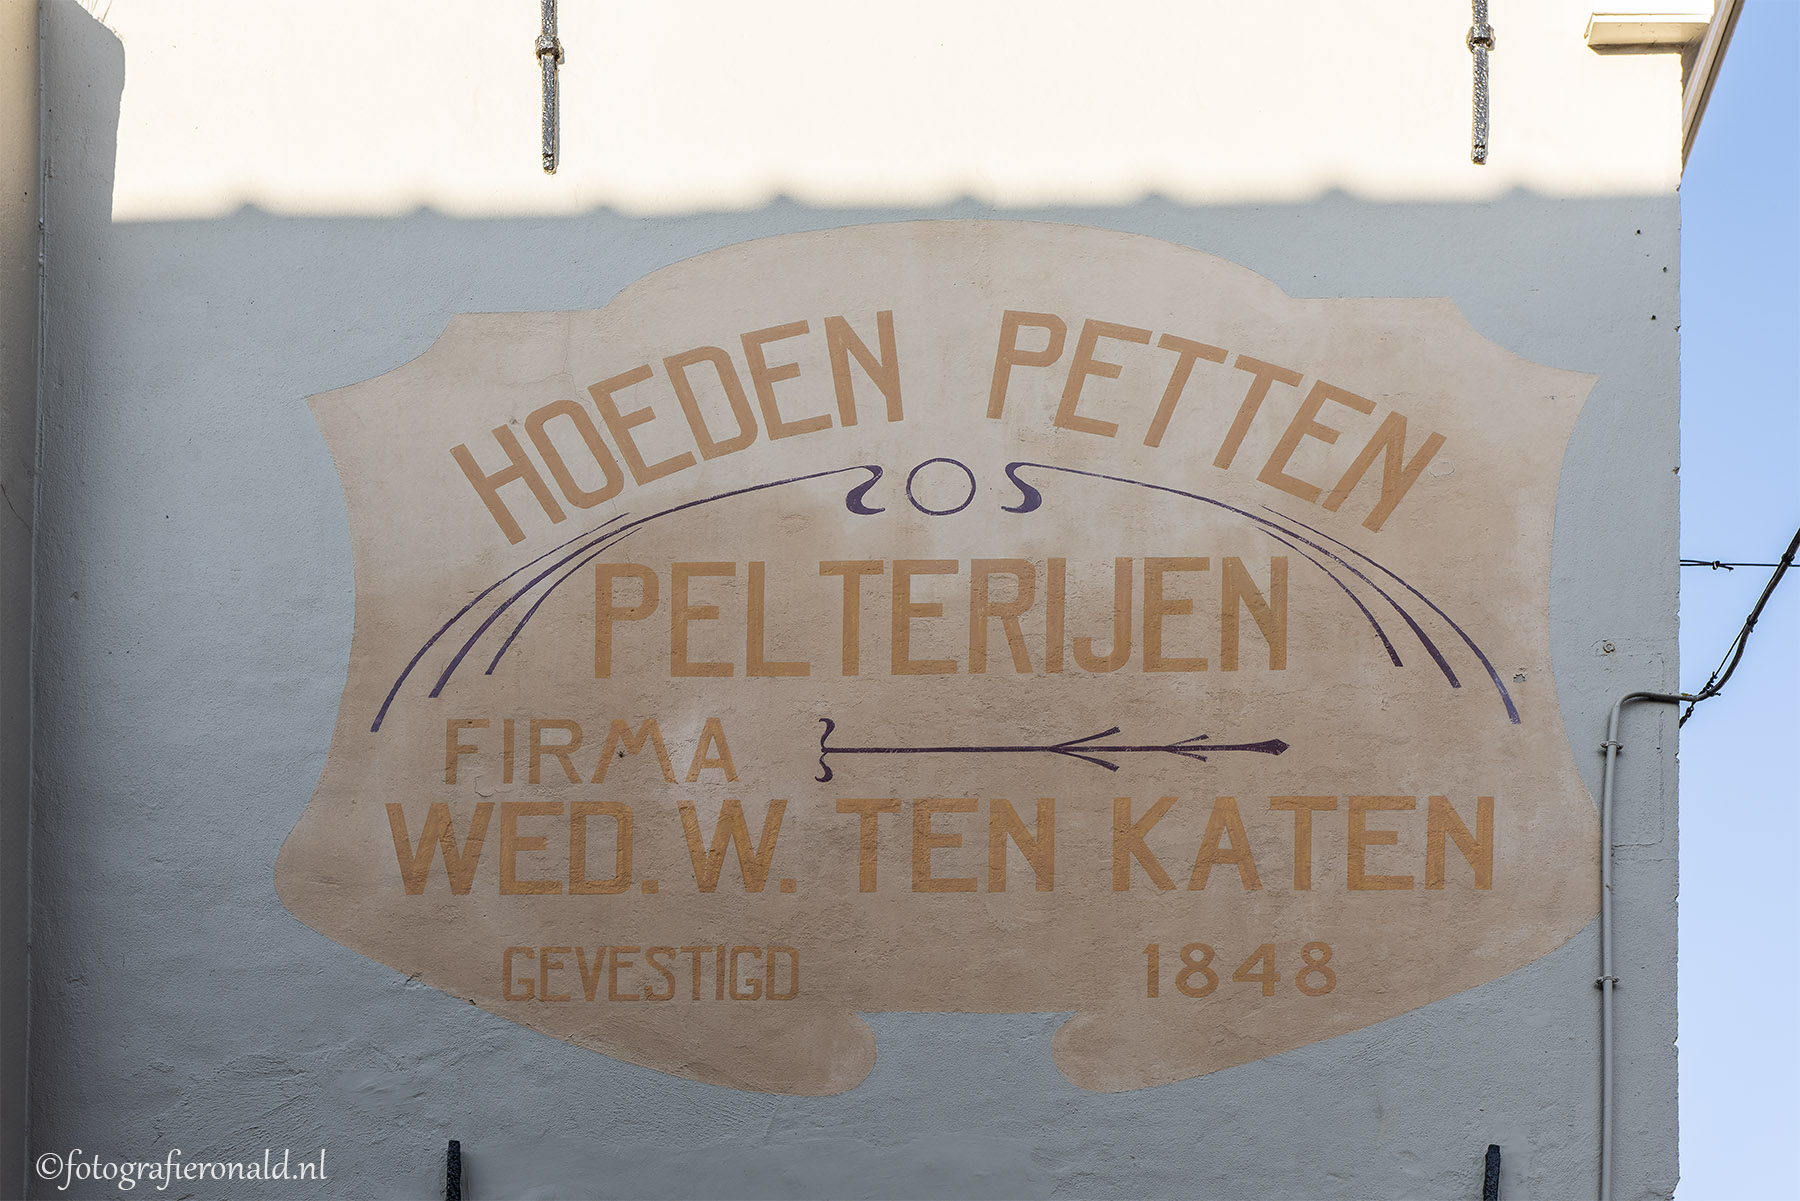 HOEDEN PETTEN
PELTERIJEN
FIRMA
WED. W. TEN KATEN
GEVESTIGD 1848
©fotografieronald.nl